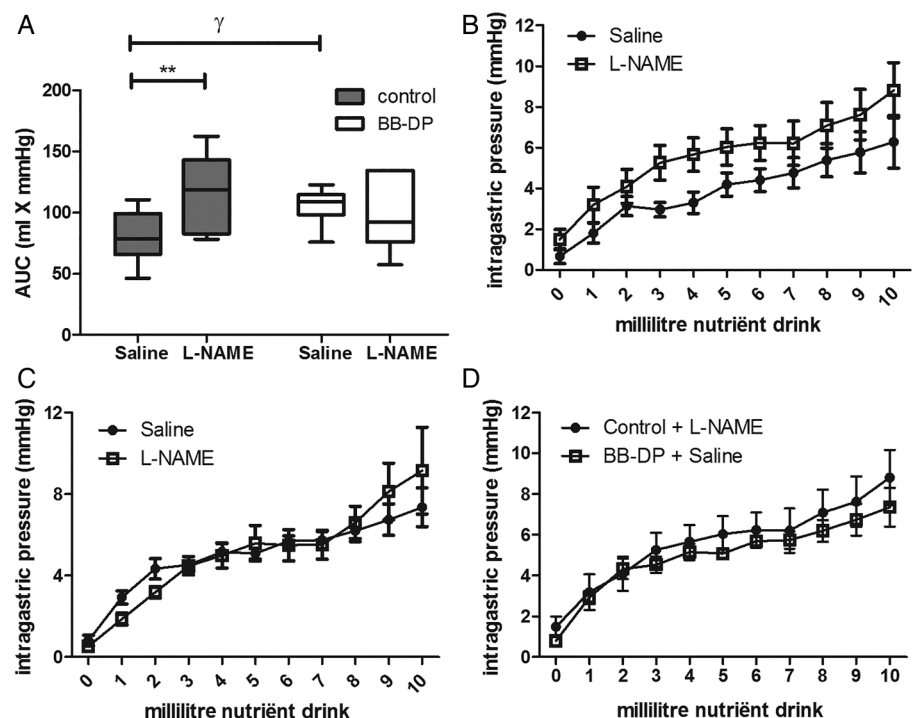 A
γ
**
control
BB-DP
200
150
100
50
0
AUC (ml X mmHg)
Saline L-NAME Saline L-NAME
B
Saline
L-NAME
12
10
8
6
4
2
0
intragastric pressure (mmHg)
0 1 2 3 4 5 6 7 8 9 10
millilitre nutriënt drink
C
Saline
L-NAME
12
8
4
0
intragastric pressure (mmHg)
0 1 2 3 4 5 6 7 8 9 10
millilitre nutriënt drink
D
Control + L-NAME
BB-DP + Saline
12
10
8
6
4
2
0
intragastric pressure (mmHg)
0 1 2 3 4 5 6 7 8 9 10
millilitre nutriënt drink